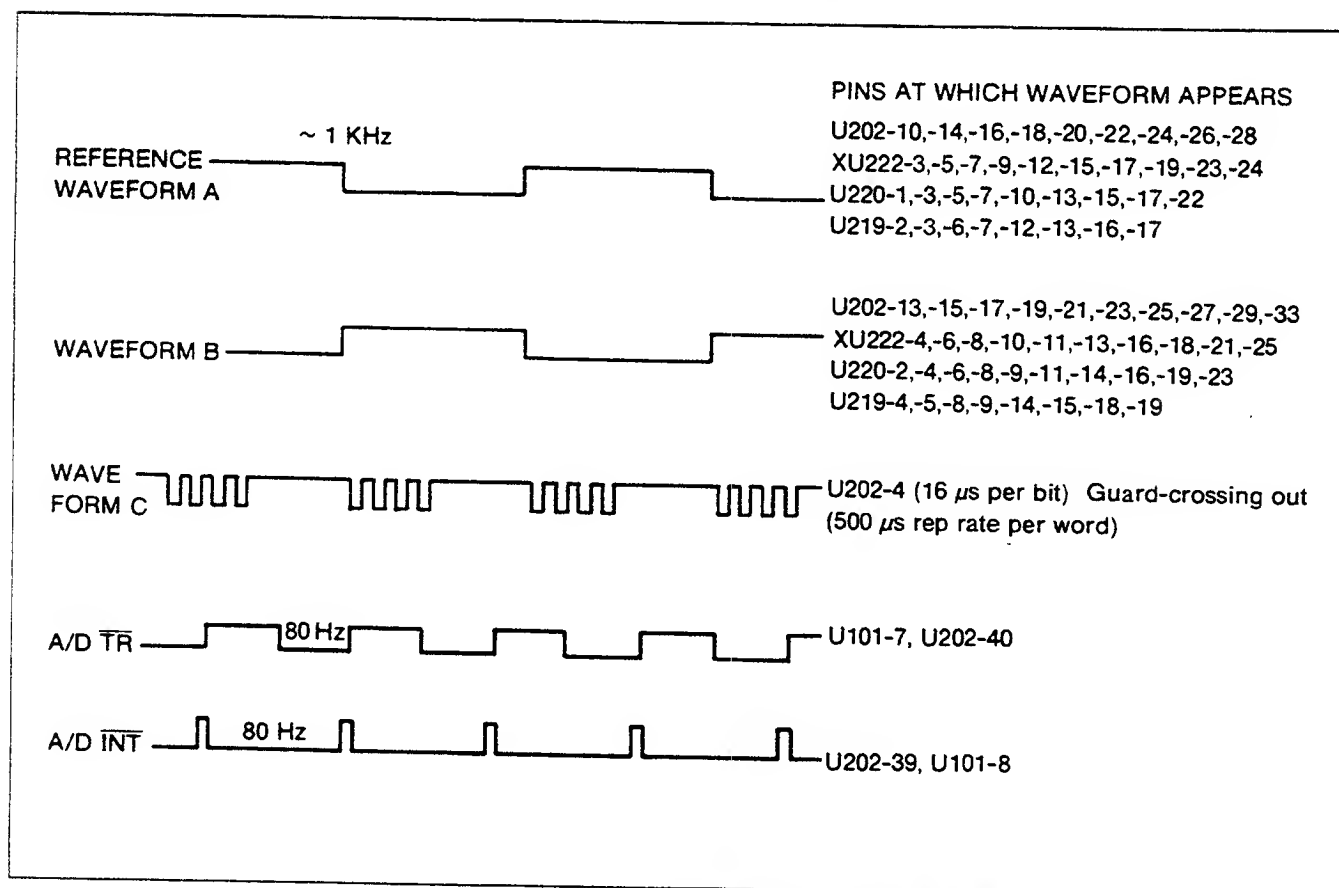 PINS AT WHICH WAVEFORM APPEARS
~ 1 KHz
REFERENCE
WAVEFORM A
U202-10,-14,-16,-18,-20,-22,-24,-26,-28
XU222-3,-5,-7,-9,-12,-15,-17,-19,-23,-24
U220-1,-3,-5,-7,-10,-13,-15,-17,-22
U219-2,-3,-6,-7,-12,-13,-16,-17
WAVEFORM B
U202-13,-15,-17,-19,-21,-23,-25,-27,-29,-33
XU222-4,-6,-8,-10,-11,-13,-16,-18,-21,-25
U220-2,-4,-6,-8,-9,-11,-14,-16,-19,-23
U219-4,-5,-8,-9,-14,-15,-18,-19
WAVE
FORM C
U202-4 (16 µs per bit) Guard-crossing out
(500 µs rep rate per word)
A/D T̅R̅
80 Hz
U101-7, U202-40
A/D I̅N̅T̅
80 Hz
U202-39, U101-8